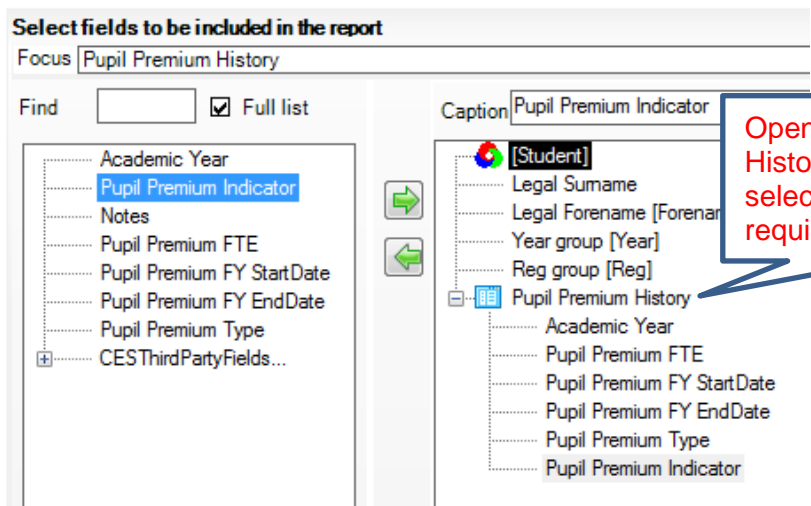 Select fields to be included in the report
Focus Pupil Premium History
Find Full list
Academic Year
Pupil Premium Indicator
Notes
Pupil Premium FTE
Pupil Premium FY StartDate
Pupil Premium FY EndDate
Pupil Premium Type
CESThirdPartyFields...
Caption Pupil Premium Indicator
[Student]
Legal Surname
Legal Forename
Year group [Year]
Reg group [Reg]
Pupil Premium History
Academic Year
Pupil Premium FTE
Pupil Premium FY StartDate
Pupil Premium FY EndDate
Pupil Premium Type
Pupil Premium Indicator